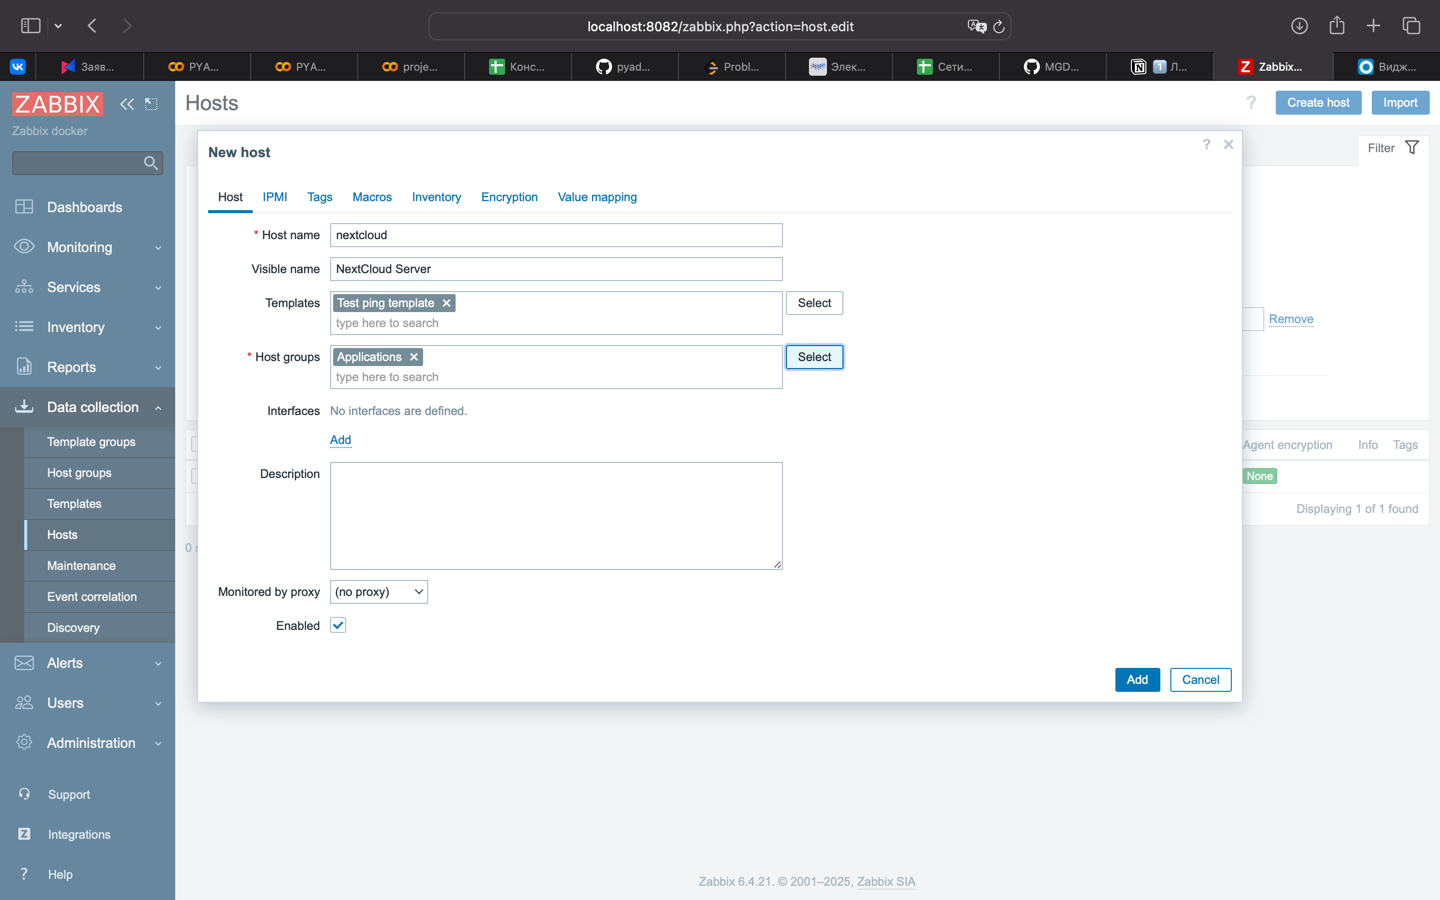 localhost:8082/zabbix.php?action=host.edit
Заяв...
PYA...
PYA...
proje...
Конс...
pyad...
Probl...
Элек...
Сети...
MGD...
Л...
Zabbix...
Видж...
ZABBIX
Zabbix docker
Dashboards
Monitoring
Services
Inventory
Reports
Data collection
Template groups
Host groups
Templates
Hosts
Maintenance
Event correlation
Discovery
Alerts
Users
Administration
Support
Integrations
Help
Hosts
? Create host Import
Filter
New host
Host IPMI Tags Macros Inventory Encryption Value mapping
* Host name nextcloud
Visible name NextCloud Server
Templates Test ping template
type here to search
Select
* Host groups Applications
type here to search
Select
Interfaces No interfaces are defined.
Add
Description
Monitored by proxy (no proxy)
Enabled
Add Cancel
Remove
Agent encryption Info Tags
None
Displaying 1 of 1 found
Zabbix 6.4.21. © 2001–2025, Zabbix SIA